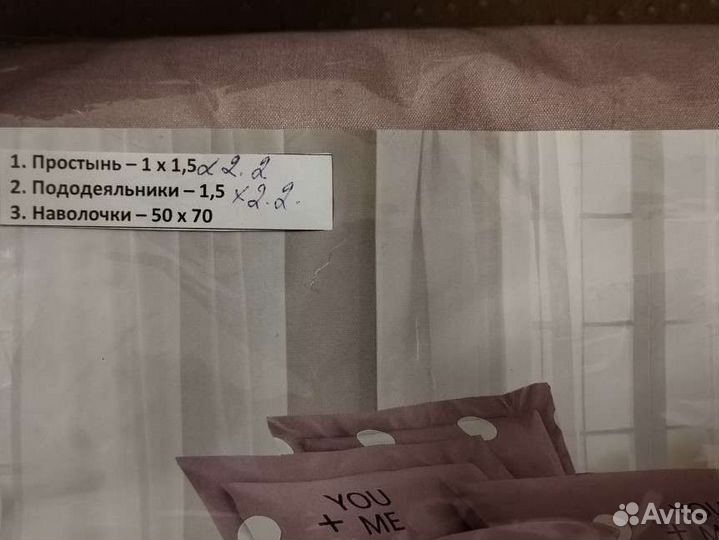 1. Простынь – 1 х 1,5 х 2.2
2. Пододеяльники – 1,5 х 2.2.
3. Наволочки – 50 х 70
YOU
+ ME
YOU
+ M
Avito